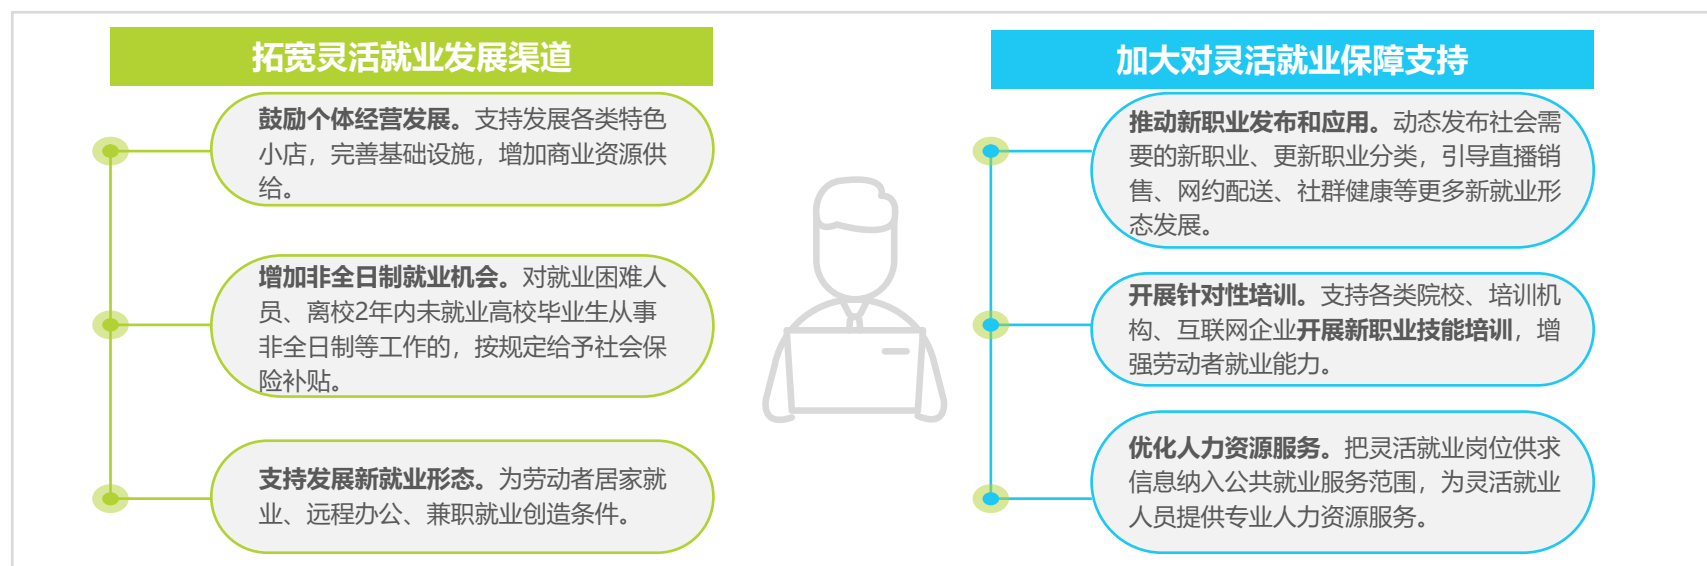 拓宽灵活就业发展渠道
鼓励个体经营发展。支持发展各类特色
小店，完善基础设施，增加商业资源供
给。
增加非全日制就业机会。对就业困难人
员、离校2年内未就业高校毕业生从事
非全日制等工作的，按规定给予社会保
险补贴。
支持发展新就业形态。为劳动者居家就
业、远程办公、兼职就业创造条件。
加大对灵活就业保障支持
推动新职业发布和应用。动态发布社会需
要的新职业、更新职业分类，引导直播销
售、网约配送、社群健康等更多新就业形
态发展。
开展针对性培训。支持各类院校、培训机
构、互联网企业开展新职业技能培训，增
强劳动者就业能力。
优化人力资源服务。把灵活就业岗位供求
信息纳入公共就业服务范围，为灵活就业
人员提供专业人力资源服务。